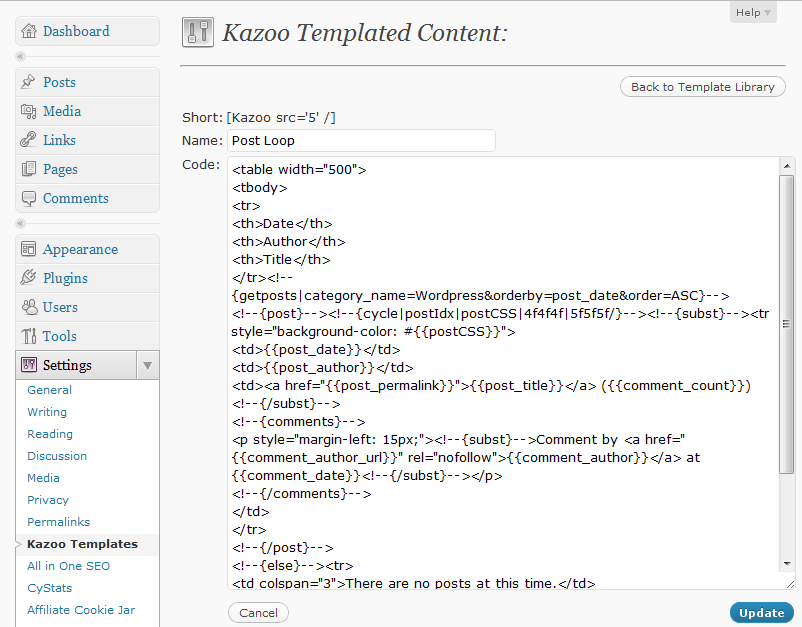 Help
Dashboard
Kazoo Templated Content:
Posts
Media
Links
Pages
Comments
Appearance
Plugins
Users
Tools
Settings
General
Writing
Reading
Discussion
Media
Privacy
Permalinks
Kazoo Templates
All in One SEO
CyStats
Affiliate Cookie Jar
Back to Template Library
Short: [Kazoo src='5' /]
Name: Post Loop
Code:
<table width="500">
<tbody>
<tr>
<th>Date</th>
<th>Author</th>
<th>Title</th>
</tr><!--
{getposts|category_name=Wordpress&orderby=post_date&order=ASC}-->
<!--{post}--><!--{cycle|postIdx|postCSS|4f4f4f|5f5f5f/}--><!--{subst}--><tr
style="background-color: #{{postCSS}}">
<td>{{post_date}}</td>
<td>{{post_author}}</td>
<td><a href="{{post_permalink}}">{{post_title}}</a> ({{comment_count}})
<!--{/subst}-->
<!--{comments}-->
<p style="margin-left: 15px;"><!--{subst}-->Comment by <a href="
{{comment_author_url}}" rel="nofollow">{{comment_author}}</a> at
{{comment_date}}<!--{/subst}--></p>
<!--{/comments}-->
</td>
</tr>
<!--{/post}-->
<!--{else}--><tr>
<td colspan="3">There are no posts at this time.</td>
Cancel
Update